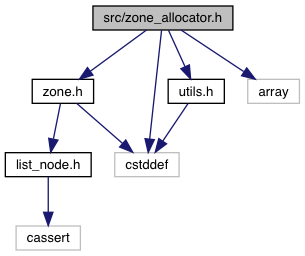 src/zone_allocator.h
zone.h
utils.h
array
list_node.h
cstddef
cassert